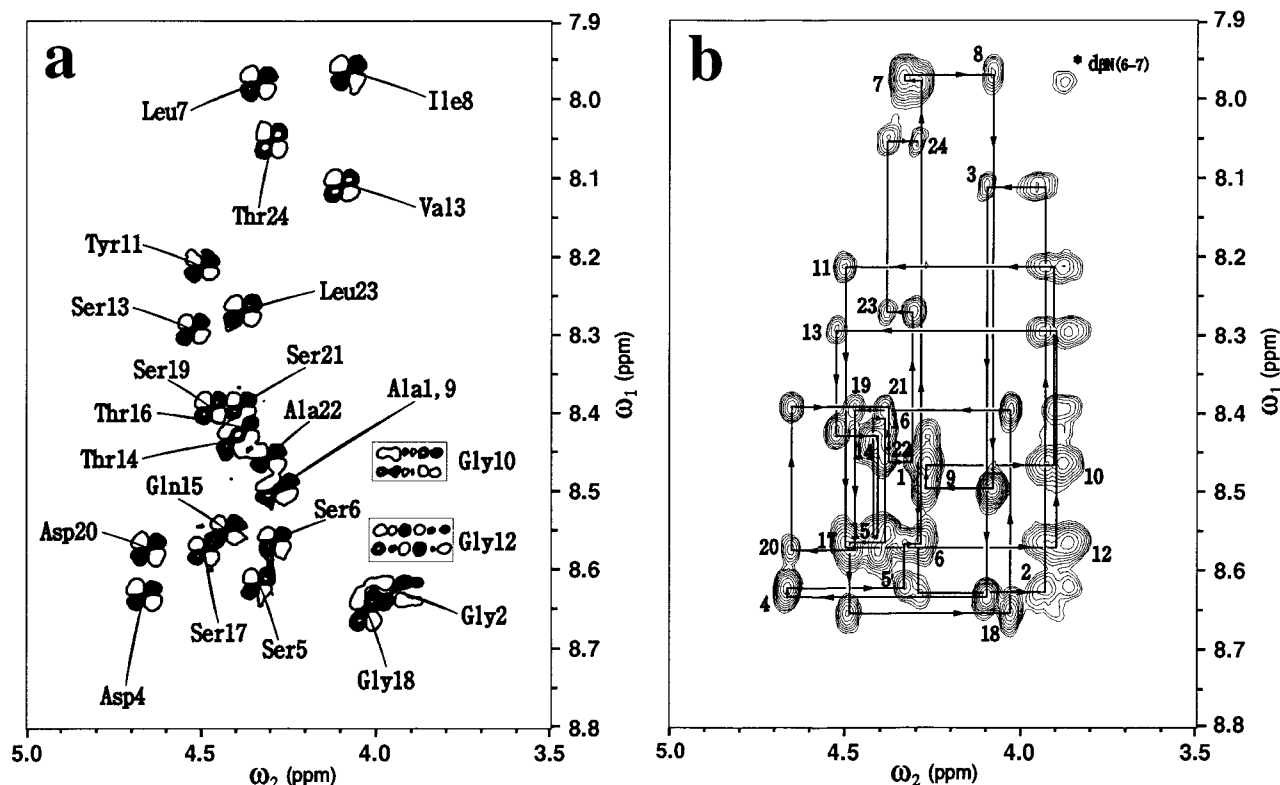 a
Leu7
Ile8
Thr24
Val3
Tyr11
Leu23
Ser13
Ser21
Ser19
Ala1,9
Thr16
Ala22
Thr14
Gly10
Gln15
Ser6
Asp20
Gly12
Gly2
Ser17
Ser5
Gly18
Asp4
7.9
8.0
8.1
8.2
8.3
8.4
8.5
8.6
8.7
8.8
ω1 (ppm)
5.0 4.5 4.0 3.5
ω2 (ppm)
b
8
* dβN(6-7)
7
24
3
11
23
13
19 21
16
14 22
1 9 10
15
17
20 6 12
5 2
4
18
7.9
8.0
8.1
8.2
8.3
8.4
8.5
8.6
8.7
8.8
ω1 (ppm)
5.0 4.5 4.0 3.5
ω2 (ppm)